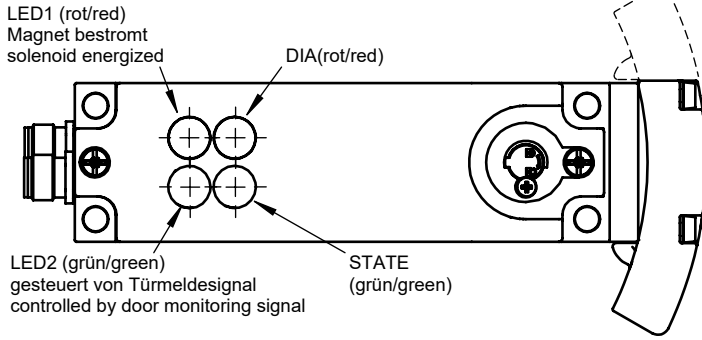 LED1 (rot/red)
Magnet bestromt
solenoid energized
DIA(rot/red)
LED2 (grün/green)
gesteuert von Türmeldesignal
controlled by door monitoring signal
STATE
(grün/green)